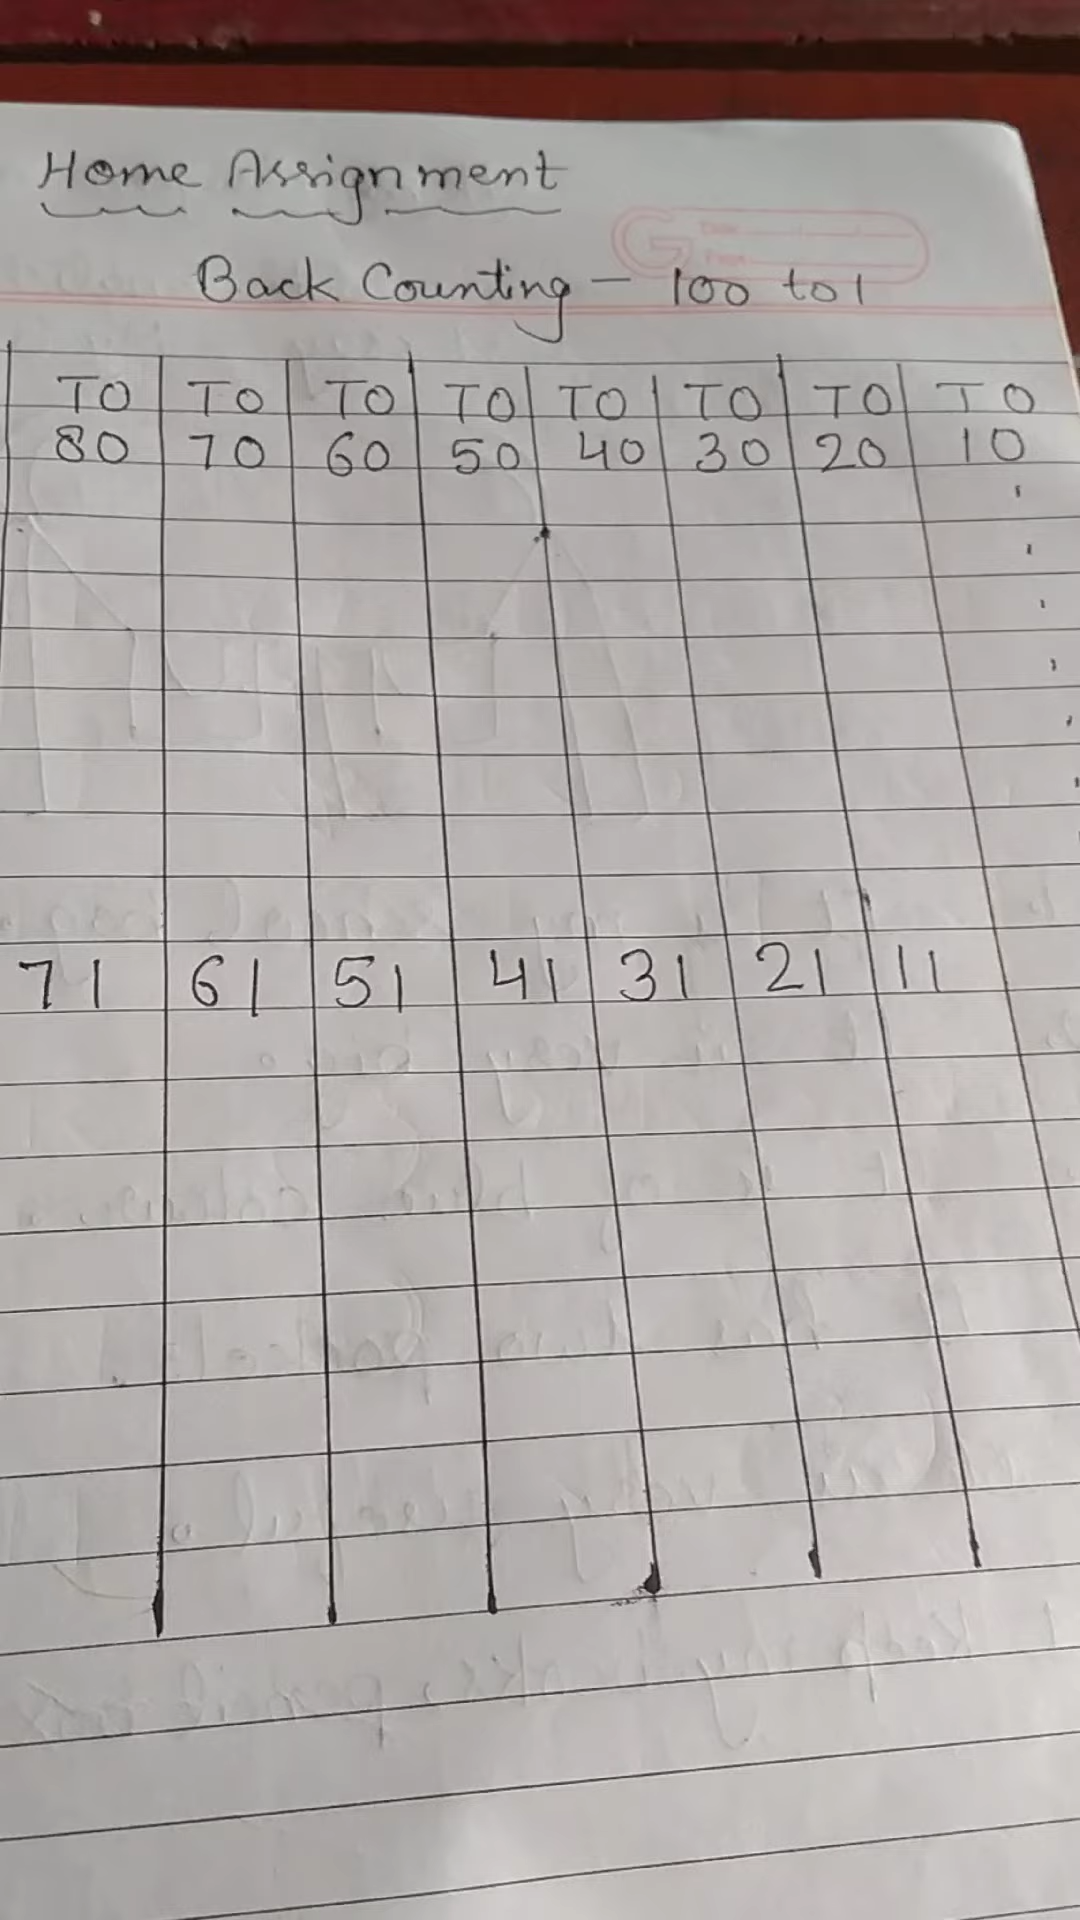 Home Assignment
Back Counting - 100 to 1
TO TO TO TO TO TO TO TO
80 70 60 50 40 30 20 10
71 61 51 41 31 21 11